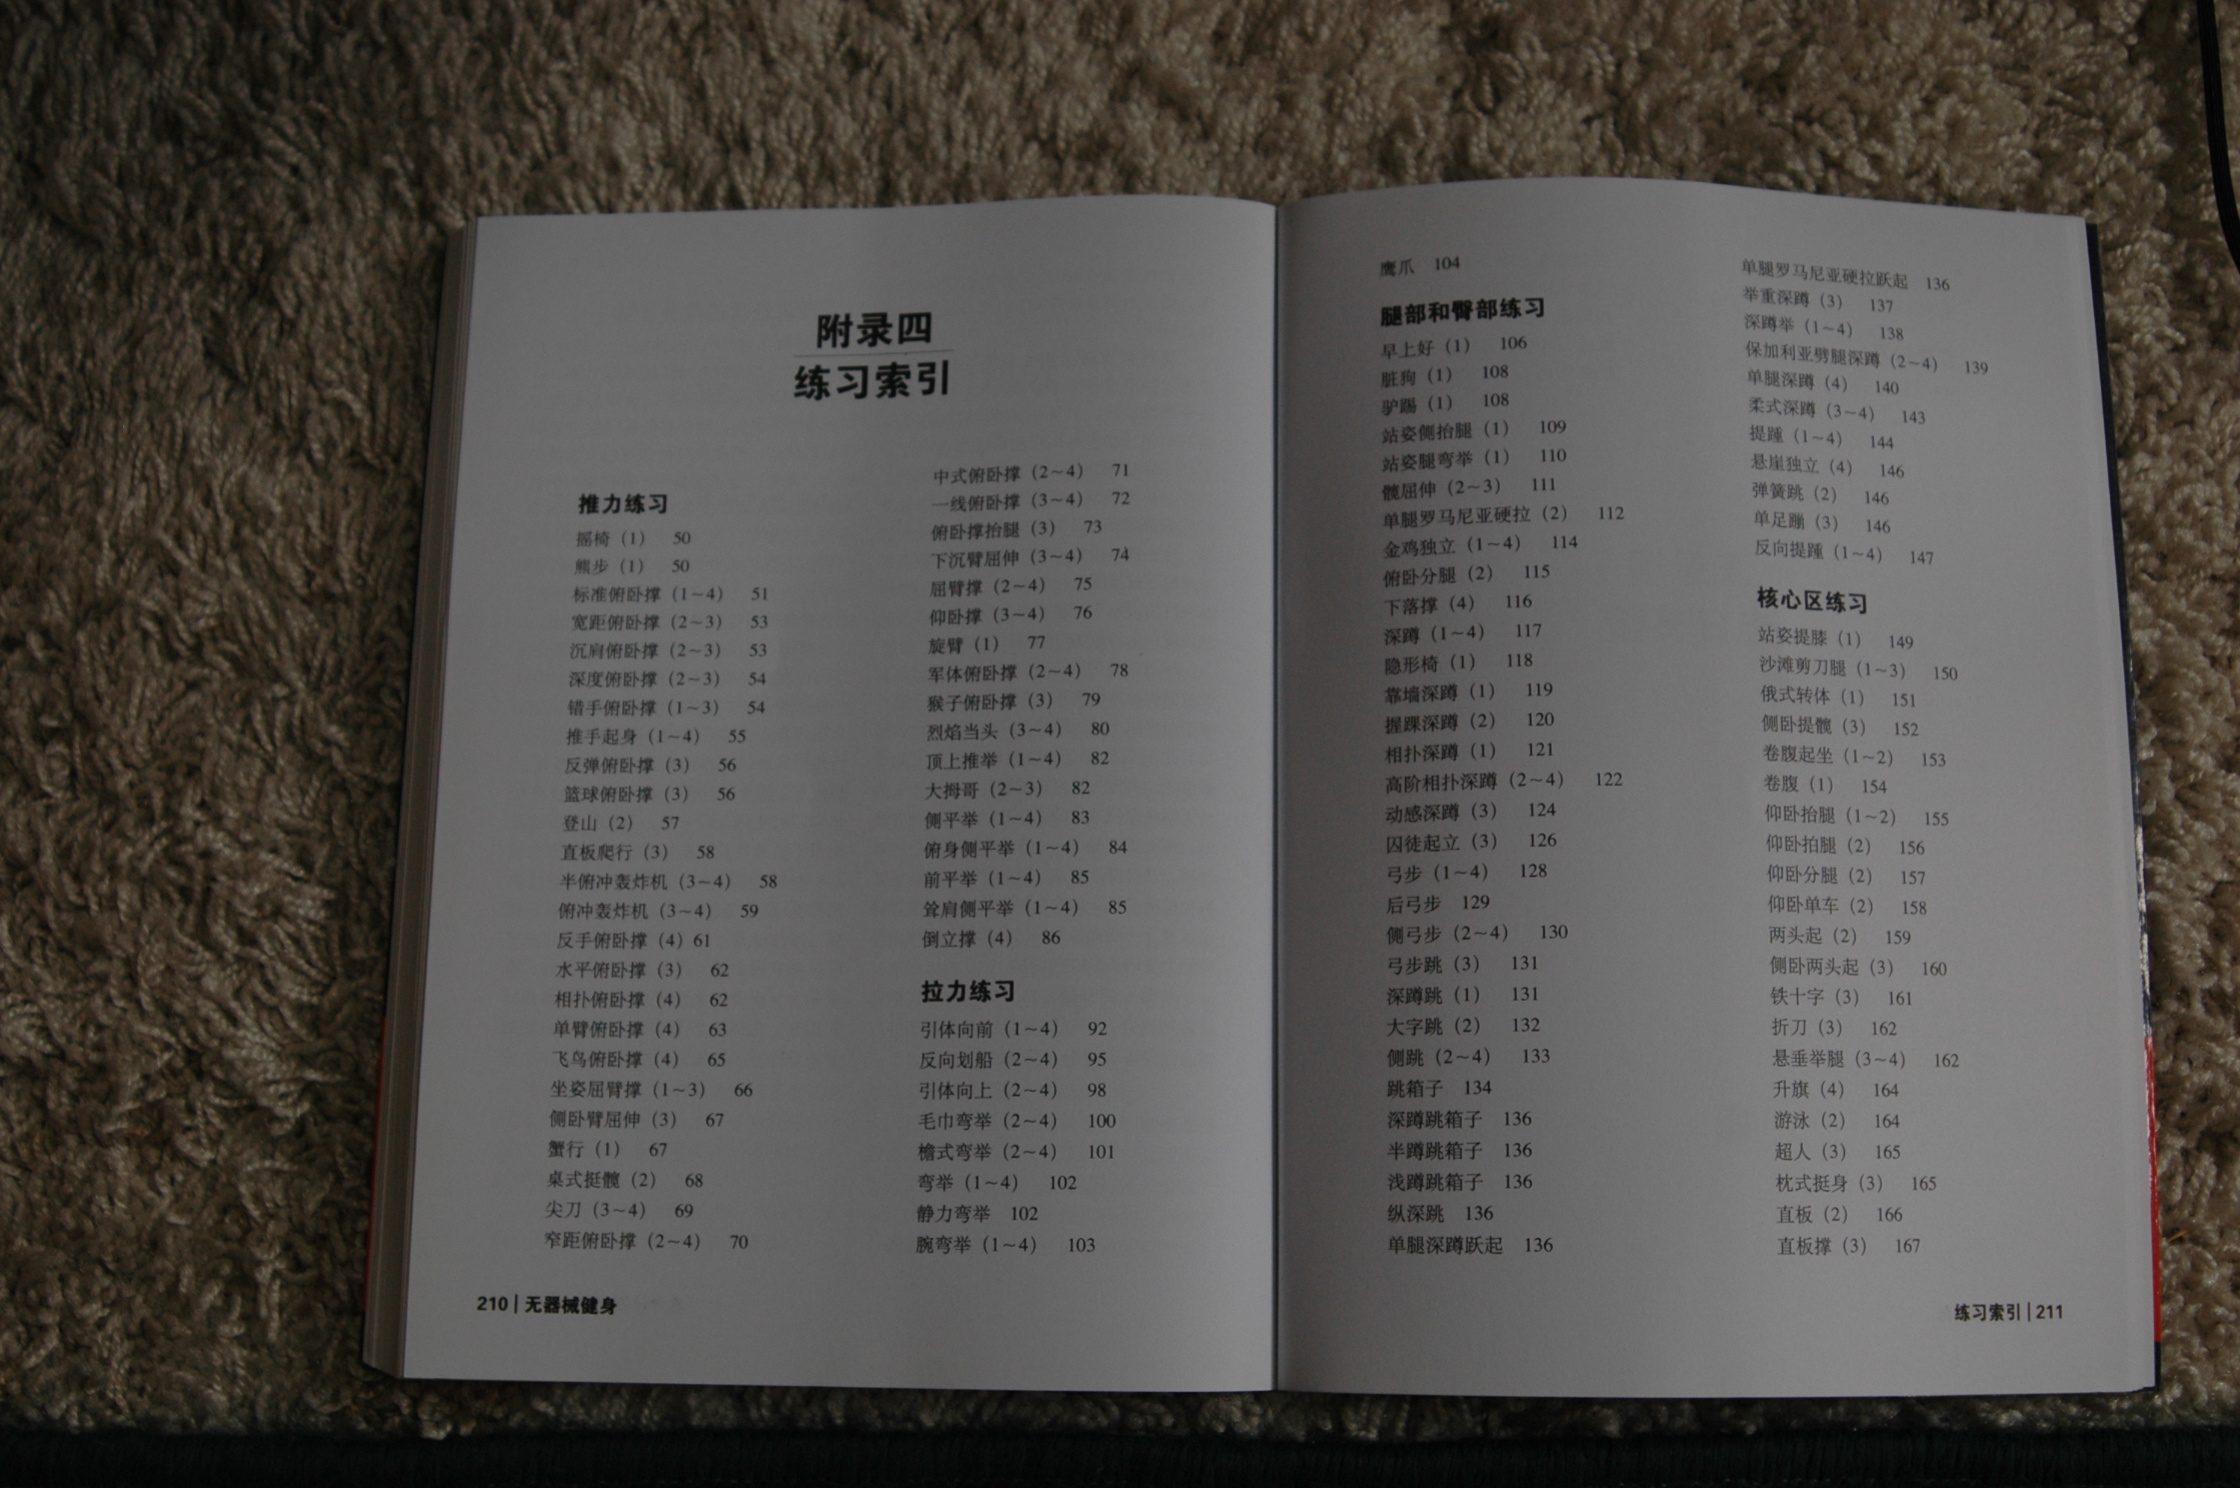 附录四
练习索引
推力练习
摇椅（1） 50
熊步（1） 50
标准俯卧撑（1~4） 51
宽距俯卧撑（2~3） 53
沉肩俯卧撑（2~3） 53
深度俯卧撑（2~3） 54
错手俯卧撑（1~3） 54
推手起身（1~4） 55
反弹俯卧撑（3） 56
篮球俯卧撑（3） 56
登山（2） 57
直板爬行（3） 58
半俯冲轰炸机（3~4） 58
俯冲轰炸机（3~4） 59
反手俯卧撑（4）61
水平俯卧撑（3） 62
相扑俯卧撑（4） 62
单臂俯卧撑（4） 63
飞鸟俯卧撑（4） 65
坐姿屈臂撑（1~3） 66
侧卧臂屈伸（3） 67
蟹行（1） 67
桌式挺髋（2） 68
尖刀（3~4） 69
窄距俯卧撑（2~4） 70
中式俯卧撑（2~4） 71
一线俯卧撑（3~4） 72
俯卧撑抬腿（3） 73
下沉臂屈伸（3~4） 74
屈臂撑（2~4） 75
仰卧撑（3~4） 76
旋臂（1） 77
军体俯卧撑（2~4） 78
猴子俯卧撑（3） 79
烈焰当头（3~4） 80
顶上推举（1~4） 82
大拇哥（2~3） 82
侧平举（1~4） 83
俯身侧平举（1~4） 84
前平举（1~4） 85
耸肩侧平举（1~4） 85
倒立撑（4） 86
拉力练习
引体向前（1~4） 92
反向划船（2~4） 95
引体向上（2~4） 98
毛巾弯举（2~4） 100
檐式弯举（2~4） 101
弯举（1~4） 102
静力弯举 102
腕弯举（1~4） 103
210 | 无器械健身
鹰爪 104
腿部和臀部练习
早上好（1） 106
脏狗（1） 108
驴踢（1） 108
站姿侧抬腿（1） 109
站姿腿弯举（1） 110
髋屈伸（2~3） 111
单腿罗马尼亚硬拉（2） 112
金鸡独立（1~4） 114
俯卧分腿（2） 115
下落撑（4） 116
深蹲（1~4） 117
隐形椅（1） 118
靠墙深蹲（1） 119
握踝深蹲（2） 120
相扑深蹲（1） 121
高阶相扑深蹲（2~4） 122
动感深蹲（3） 124
囚徒起立（3） 126
弓步（1~4） 128
后弓步 129
侧弓步（2~4） 130
弓步跳（3） 131
深蹲跳（1） 131
大字跳（2） 132
侧跳（2~4） 133
跳箱子 134
深蹲跳箱子 136
半蹲跳箱子 136
浅蹲跳箱子 136
纵深跳 136
单腿深蹲跃起 136
单腿罗马尼亚硬拉跃起 136
举重深蹲（3） 137
深蹲举（1~4） 138
保加利亚劈腿深蹲（2~4） 139
单腿深蹲（4） 140
柔式深蹲（3~4） 143
提踵（1~4） 144
悬崖独立（4） 146
弹簧跳（2） 146
单足蹦（3） 146
反向提踵（1~4） 147
核心区练习
站姿提膝（1） 149
沙滩剪刀腿（1~3） 150
俄式转体（1） 151
侧卧提髋（3） 152
卷腹起坐（1~2） 153
卷腹（1） 154
仰卧抬腿（1~2） 155
仰卧拍腿（2） 156
仰卧分腿（2） 157
仰卧单车（2） 158
两头起（2） 159
侧卧两头起（3） 160
铁十字（3） 161
折刀（3） 162
悬垂举腿（3~4） 162
升旗（4） 164
游泳（2） 164
超人（3） 165
枕式挺身（3） 165
直板（2） 166
直板撑（3） 167
练习索引 | 211